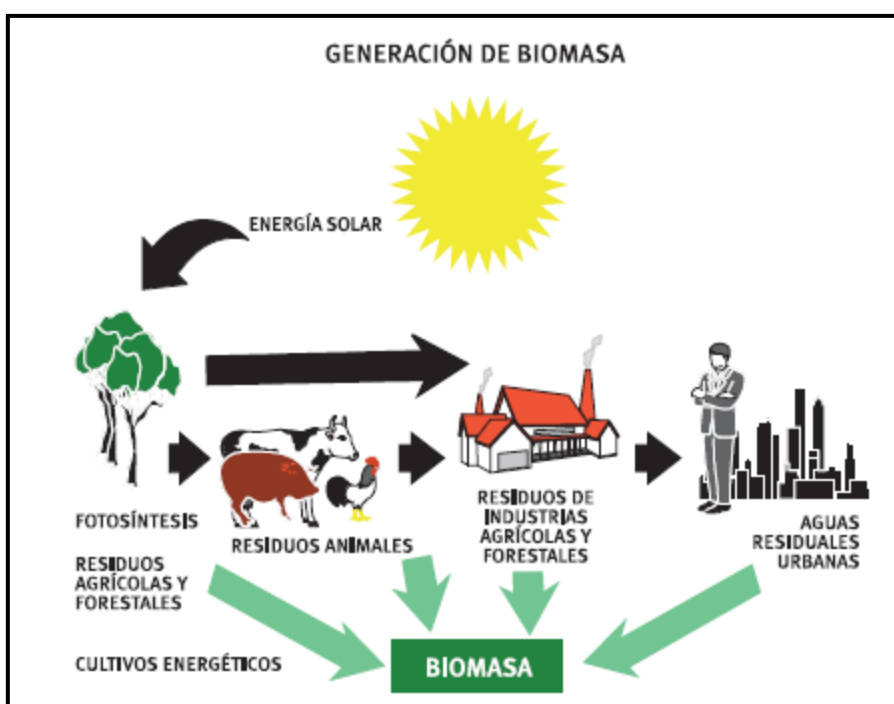 GENERACIÓN DE BIOMASA
ENERGÍA SOLAR
FOTOSÍNTESIS
RESIDUOS
AGRÍCOLAS Y
FORESTALES
CULTIVOS ENERGÉTICOS
RESIDUOS ANIMALES
RESIDUOS DE
INDUSTRIAS
AGRÍCOLAS Y
FORESTALES
AGUAS
RESIDUALES
URBANAS
BIOMASA